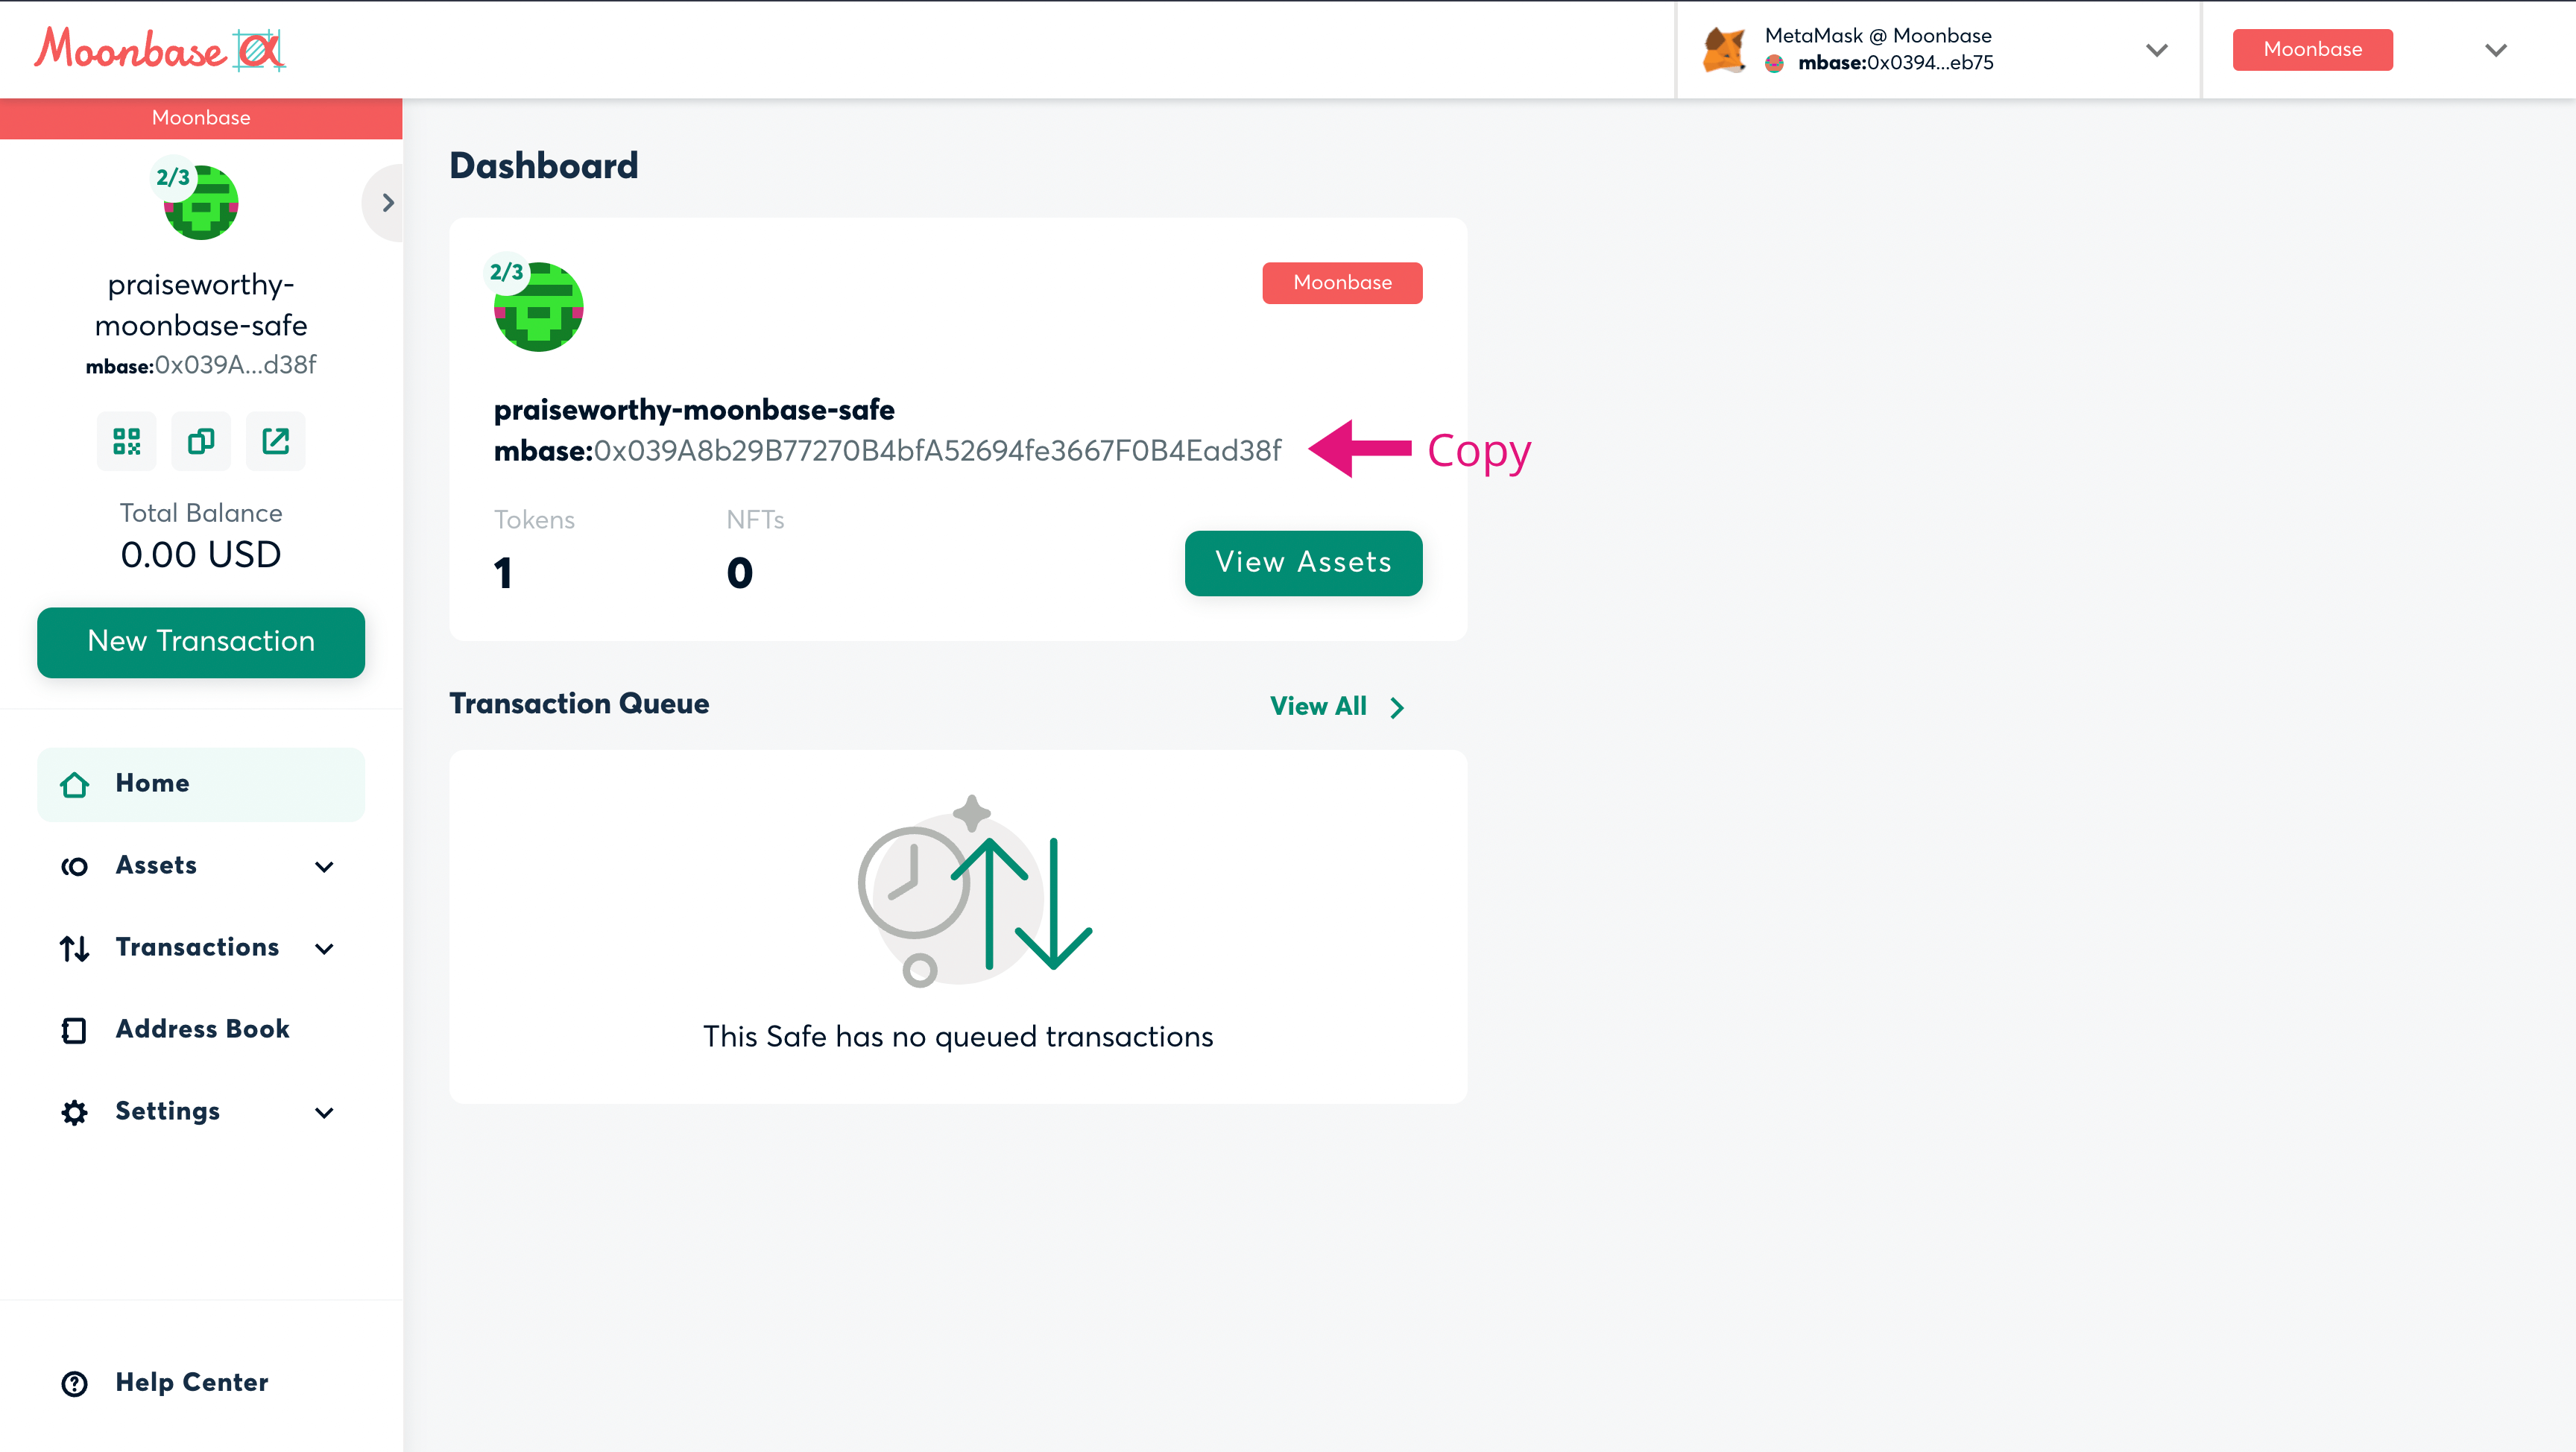 Moonbase α
MetaMask @ Moonbase
mbase:0x0394...eb75
Moonbase
Moonbase
2/3
praiseworthy-
moonbase-safe
mbase:0x039A...d38f
Total Balance
0.00 USD
New Transaction
Home
Assets
Transactions
Address Book
Settings
Help Center
Dashboard
2/3
Moonbase
praiseworthy-moonbase-safe
mbase:0x039A8b29B77270B4bfA52694fe3667F0B4Ead38f
Copy
Tokens
NFTs
1
0
View Assets
Transaction Queue
View All
This Safe has no queued transactions